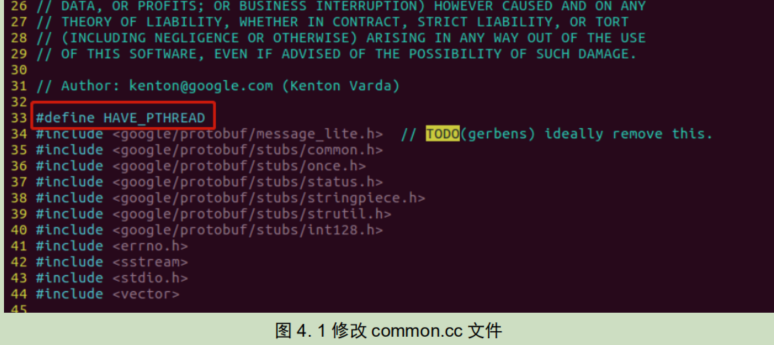 26 // DATA, OR PROFITS; OR BUSINESS INTERRUPTION) HOWEVER CAUSED AND ON ANY
27 // THEORY OF LIABILITY, WHETHER IN CONTRACT, STRICT LIABILITY, OR TORT
28 // (INCLUDING NEGLIGENCE OR OTHERWISE) ARISING IN ANY WAY OUT OF THE USE
29 // OF THIS SOFTWARE, EVEN IF ADVISED OF THE POSSIBILITY OF SUCH DAMAGE.
30
31 // Author: kenton@google.com (Kenton Varda)
32
33 #define HAVE_PTHREAD
34 #include <google/protobuf/message_lite.h>  // TODO(gerbens) ideally remove this.
35 #include <google/protobuf/stubs/common.h>
36 #include <google/protobuf/stubs/once.h>
37 #include <google/protobuf/stubs/status.h>
38 #include <google/protobuf/stubs/stringpiece.h>
39 #include <google/protobuf/stubs/strutil.h>
40 #include <google/protobuf/stubs/int128.h>
41 #include <errno.h>
42 #include <sstream>
43 #include <stdio.h>
44 #include <vector>
45
图 4. 1 修改 common.cc 文件